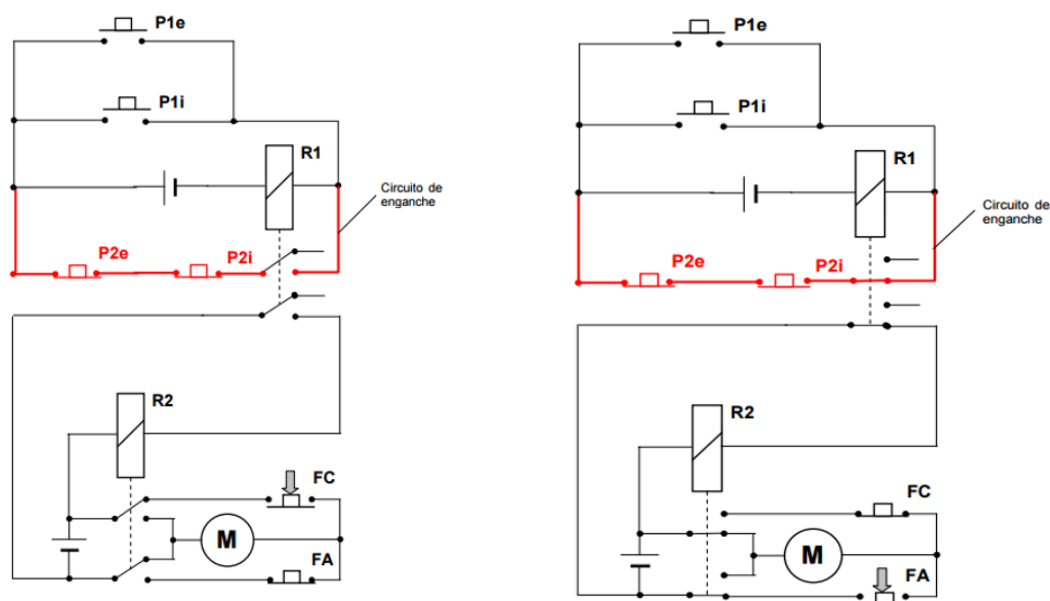 P1e
P1i
R1
Circuito de
enganche
P2e
P2i
R2
FC
M
FA
P1e
P1i
R1
Circuito de
enganche
P2e
P2i
R2
FC
M
FA